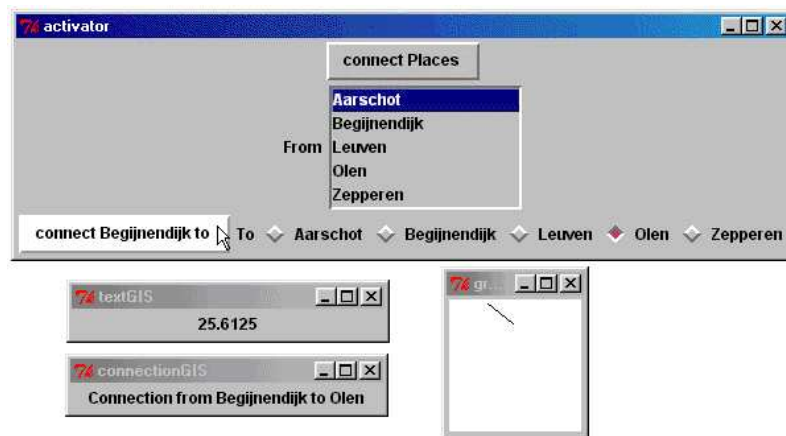 activator
connect Places
Aarschot
Begijnendijk
From Leuven
Olen
Zepperen
connect Begijnendijk to To Aarschot Begijnendijk Leuven Olen Zepperen
textGIS
gr...
25.6125
connectionGIS
Connection from Begijnendijk to Olen